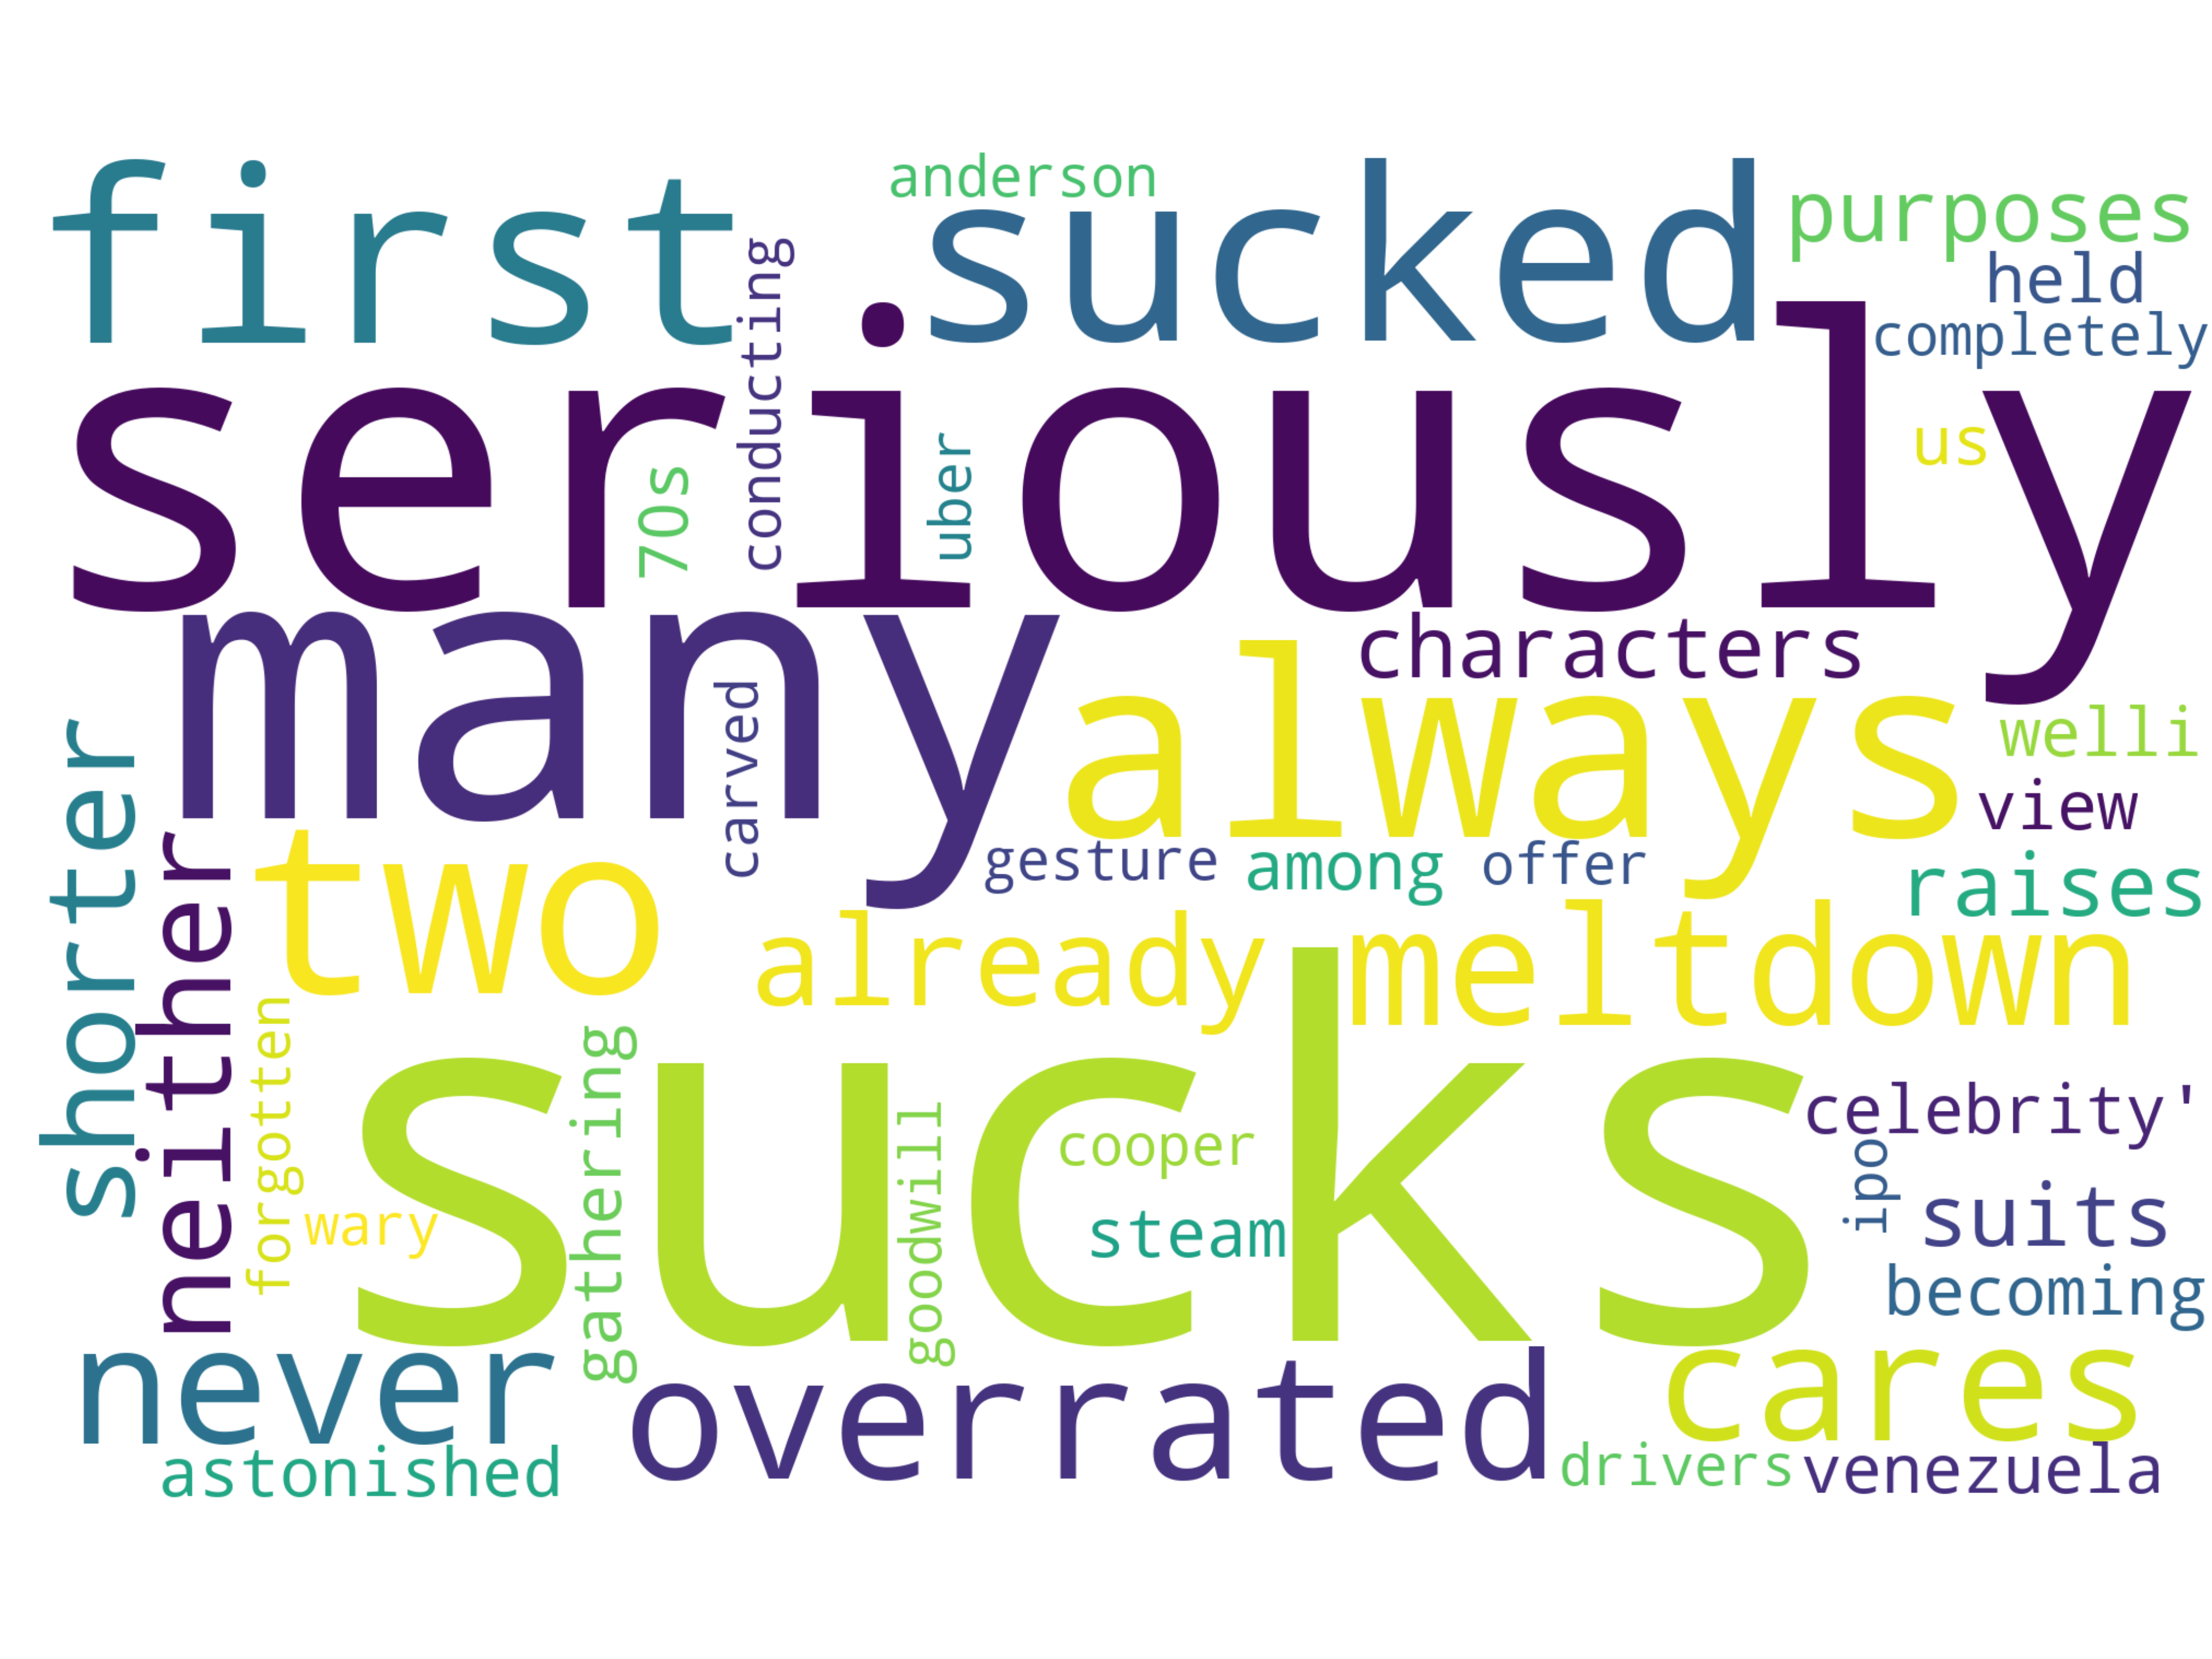 anderson
first
sucked
purposes
held
completely
conducting
seriously
uber
70s
us
many
characters
always
carved
welli
view
shorter
neither
two
gesture
among
offer
raises
already
meltdown
forgotten
sucks
gathering
goodwill
cooper
celebrity'
ipo
wary
steam
suits
becoming
never
overrated
cares
astonished
drivers
venezuela